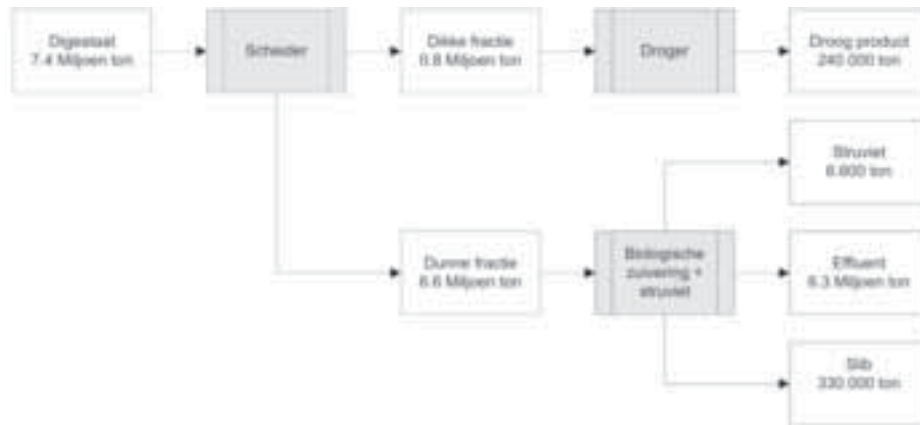 Digestaat
7.4 Miljoen ton
Scheider
Dikke fractie
0.8 Miljoen ton
Droger
Droog product
240 000 ton
Struviet
6.600 ton
Dunne fractie
6.6 Miljoen ton
Biologische
zuivering +
struviet
Effluent
6.3 Miljoen ton
Slib
330 000 ton